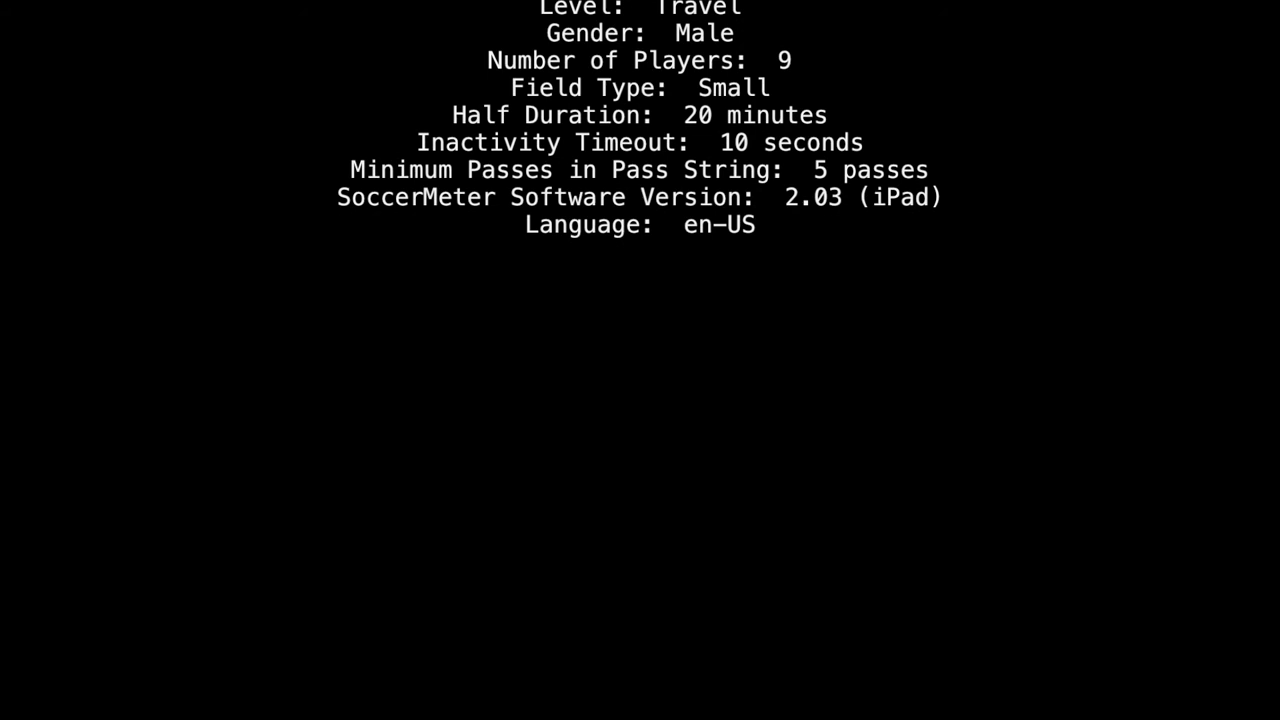 Level:  Travel
Gender:  Male
Number of Players:  9
Field Type:  Small
Half Duration:  20 minutes
Inactivity Timeout:  10 seconds
Minimum Passes in Pass String:  5 passes
SoccerMeter Software Version:  2.03 (iPad)
Language:  en-US